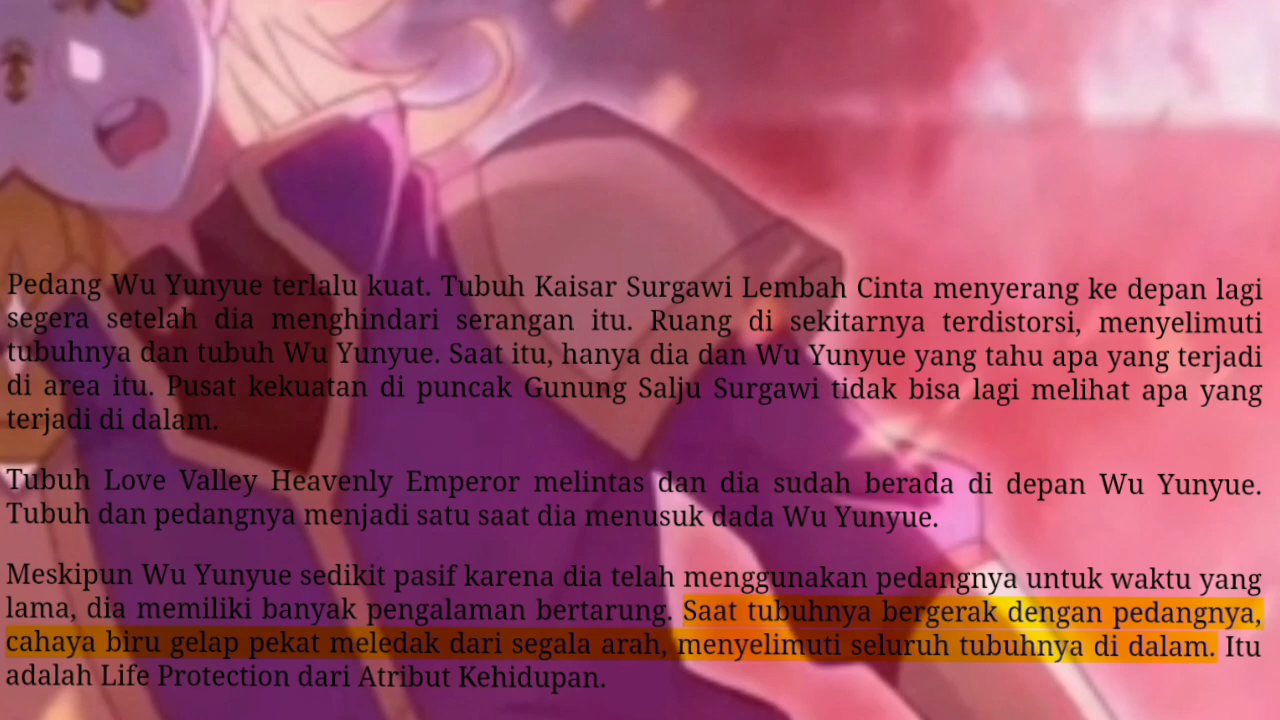 Pedang Wu Yunyue terlalu kuat. Tubuh Kaisar Surgawi Lembah Cinta menyerang ke depan lagi
segera setelah dia menghindari serangan itu. Ruang di sekitarnya terdistorsi, menyelimuti
tubuhnya dan tubuh Wu Yunyue. Saat itu, hanya dia dan Wu Yunyue yang tahu apa yang terjadi
di area itu. Pusat kekuatan di puncak Gunung Salju Surgawi tidak bisa lagi melihat apa yang
terjadi di dalam.
Tubuh Love Valley Heavenly Emperor melintas dan dia sudah berada di depan Wu Yunyue.
Tubuh dan pedangnya menjadi satu saat dia menusuk dada Wu Yunyue.
Meskipun Wu Yunyue sedikit pasif karena dia telah menggunakan pedangnya untuk waktu yang
lama, dia memiliki banyak pengalaman bertarung. Saat tubuhnya bergerak dengan pedangnya,
cahaya biru gelap pekat meledak dari segala arah, menyelimuti seluruh tubuhnya di dalam. Itu
adalah Life Protection dari Atribut Kehidupan.